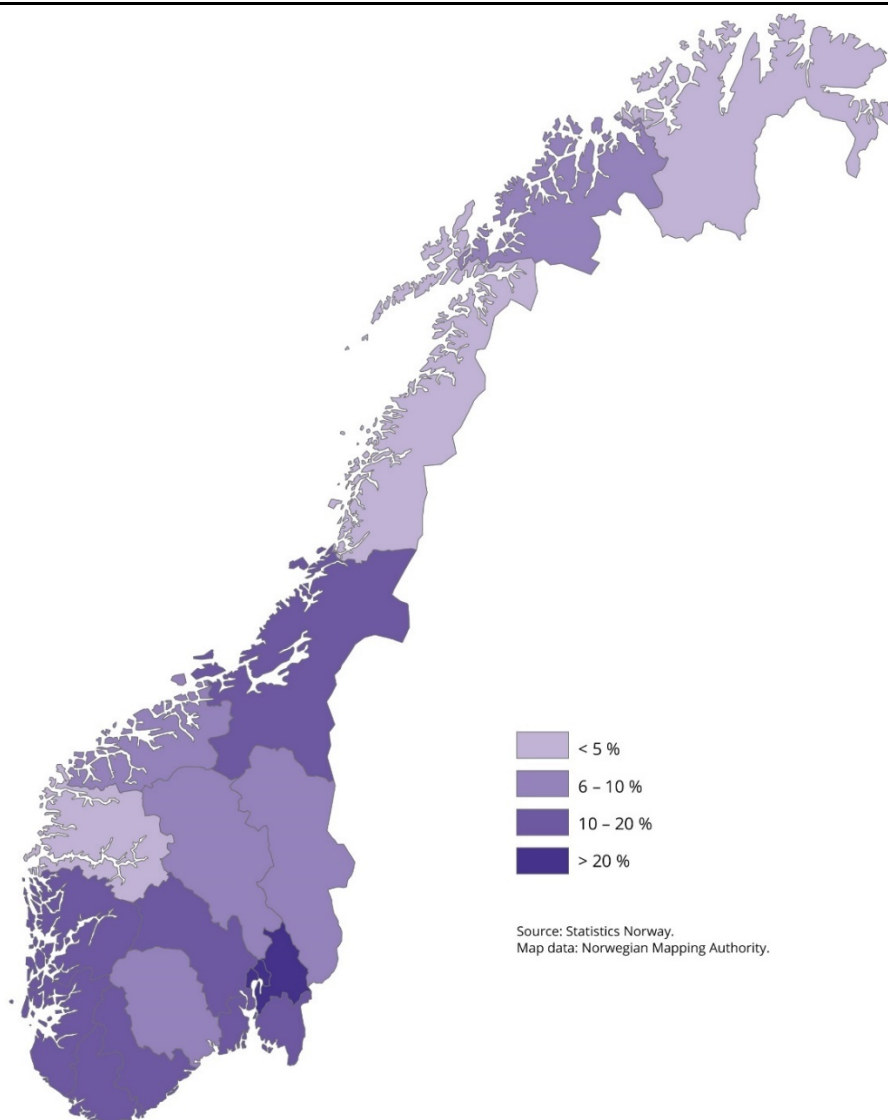 < 5 %
6 – 10 %
10 – 20 %
> 20 %
Source: Statistics Norway.
Map data: Norwegian Mapping Authority.